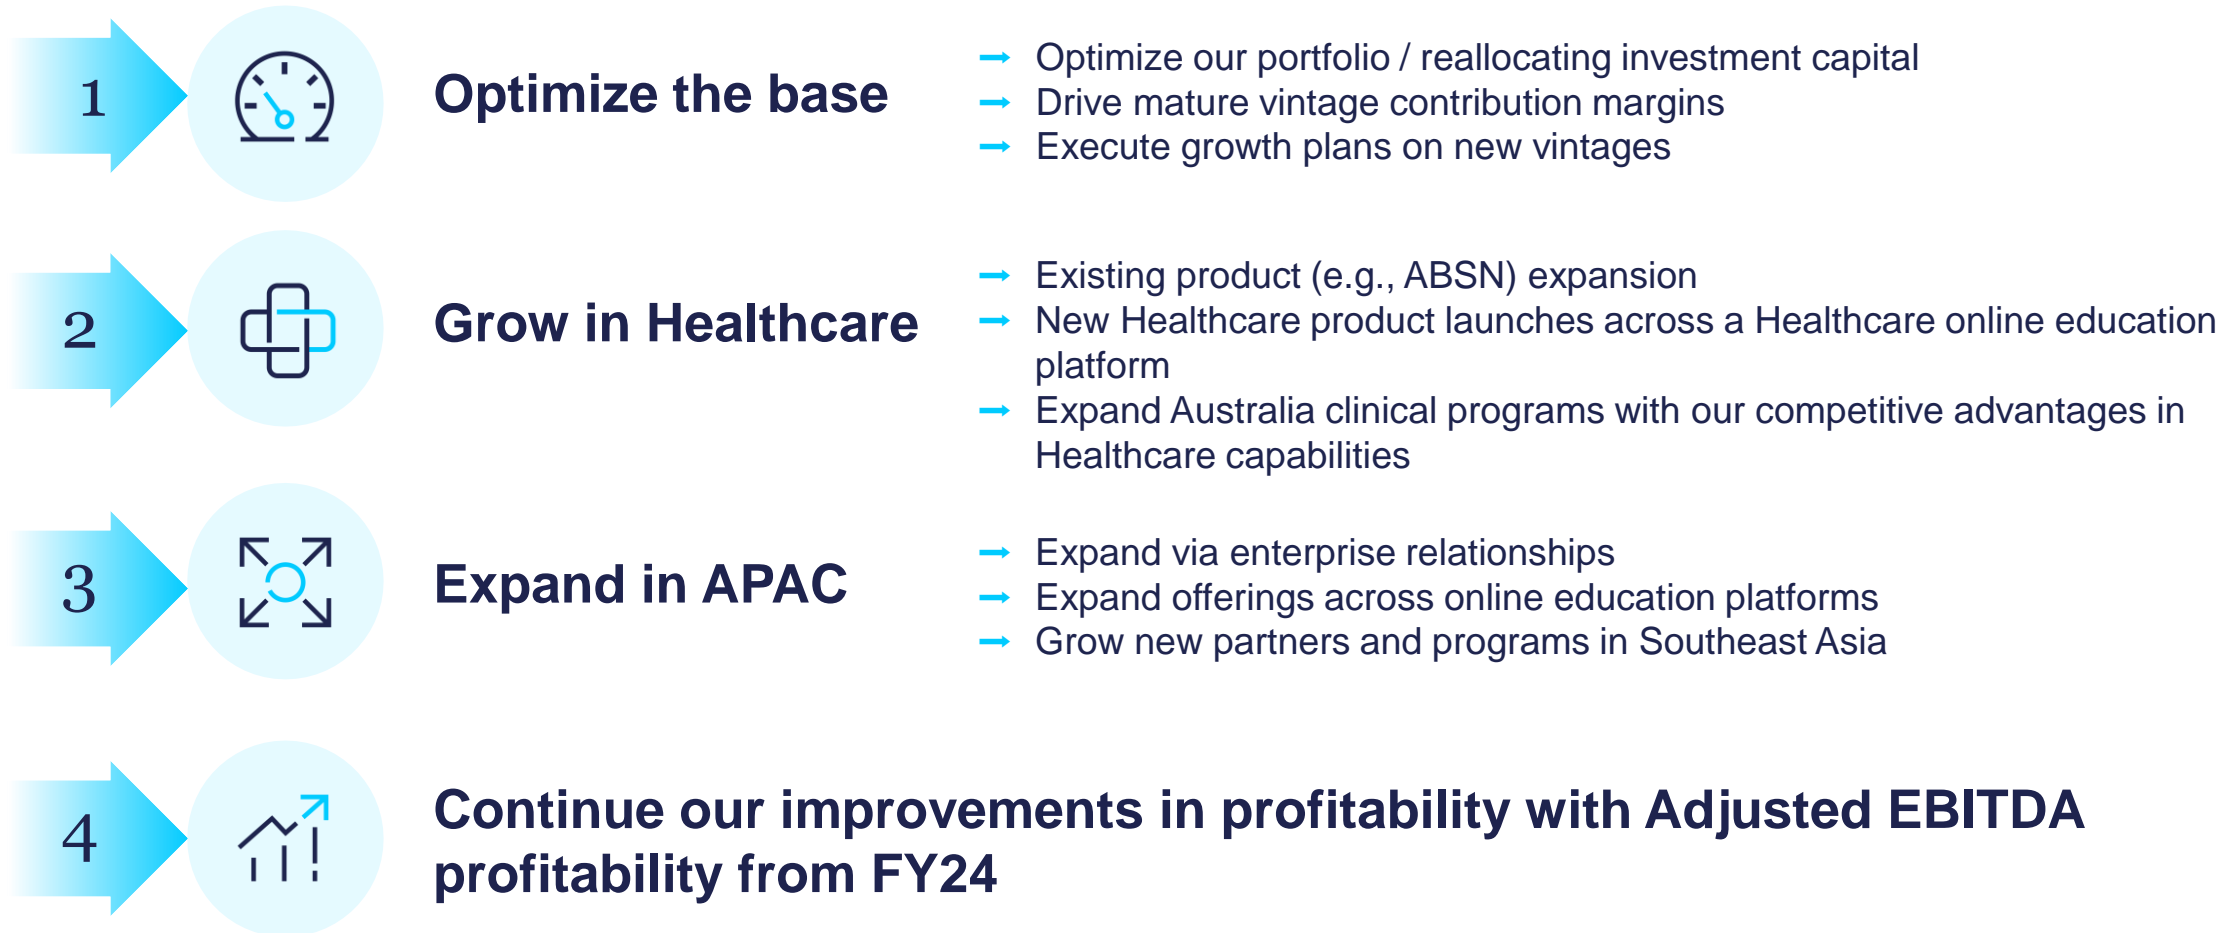 1
Optimize the base
➞ Optimize our portfolio / reallocating investment capital
➞ Drive mature vintage contribution margins
➞ Execute growth plans on new vintages
2
Grow in Healthcare
➞ Existing product (e.g., ABSN) expansion
➞ New Healthcare product launches across a Healthcare online education
platform
➞ Expand Australia clinical programs with our competitive advantages in
Healthcare capabilities
3
Expand in APAC
➞ Expand via enterprise relationships
➞ Expand offerings across online education platforms
➞ Grow new partners and programs in Southeast Asia
4
Continue our improvements in profitability with Adjusted EBITDA
profitability from FY24